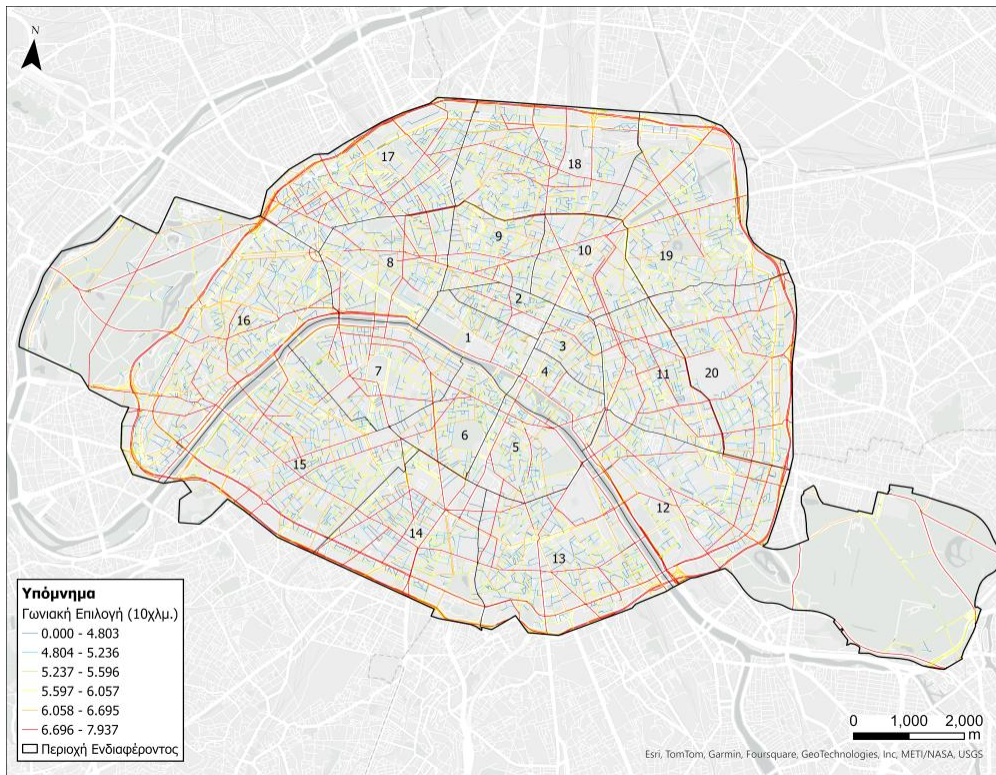 N
17
18
9
10
8
19
2
16
1
3
7
4
11
20
6
5
15
12
14
13
Υπόμνημα
Γωνιακή Επιλογή (10χλμ.)
0.000 - 4.803
4.804 - 5.236
5.237 - 5.596
5.597 - 6.057
6.058 - 6.695
6.696 - 7.937
Περιοχή Ενδιαφέροντος
0 1,000 2,000
m
Esri, TomTom, Garmin, Foursquare, GeoTechnologies, Inc, METI/NASA, USGS